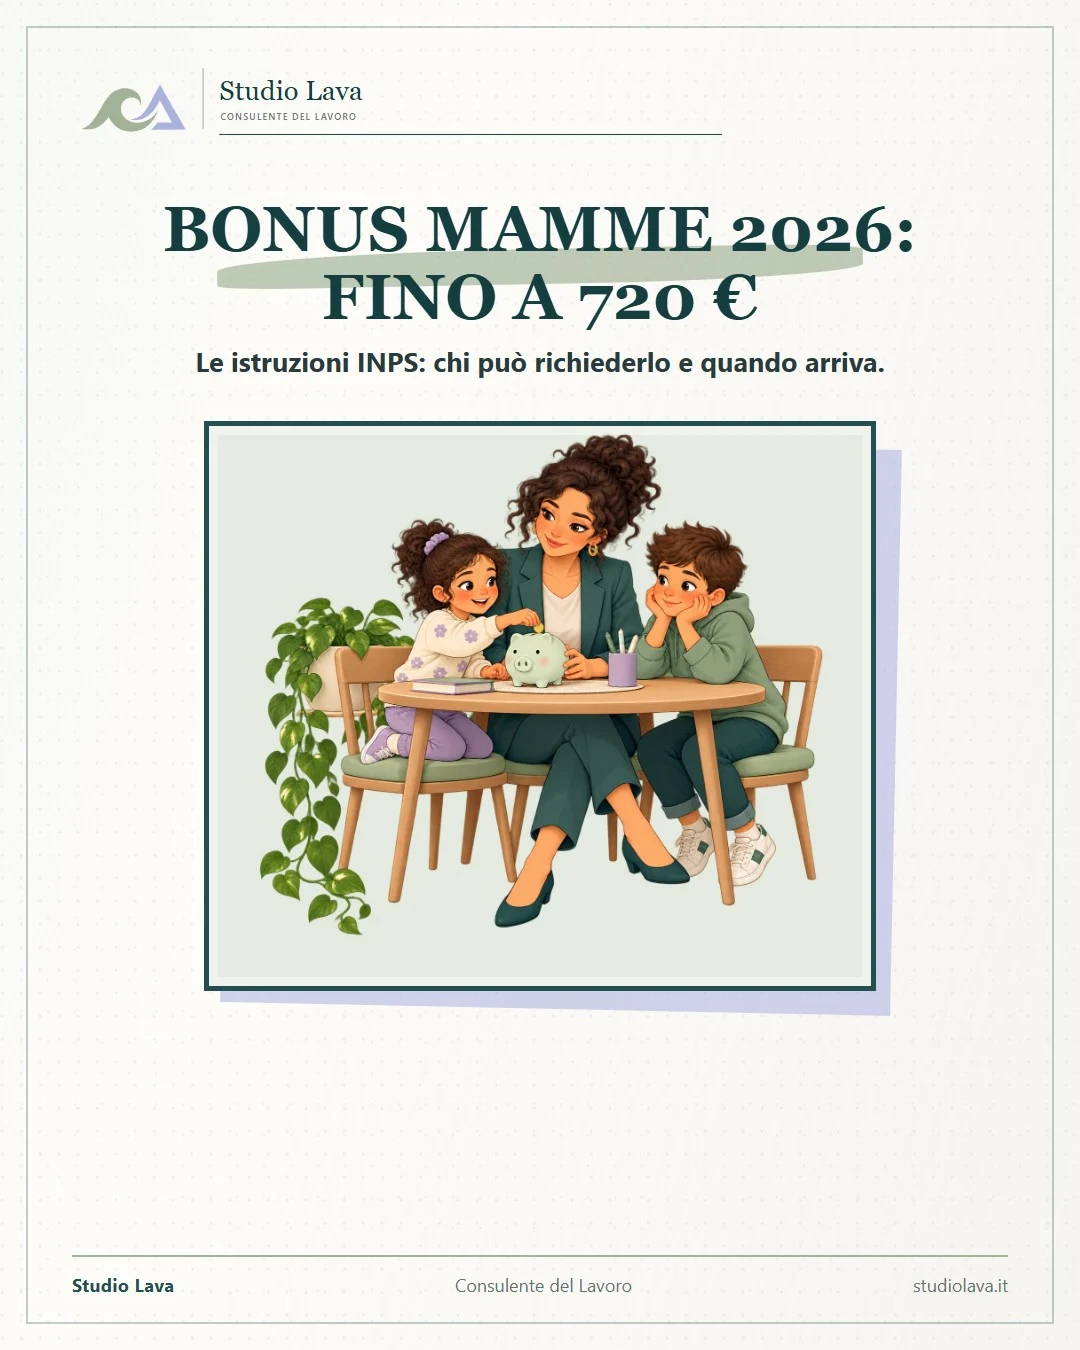 Studio Lava
CONSULENTE DEL LAVORO
BONUS MAMME 2026:
FINO A 720 €
Le istruzioni INPS: chi può richiederlo e quando arriva.
Studio Lava
Consulente del Lavoro
studiolava.it